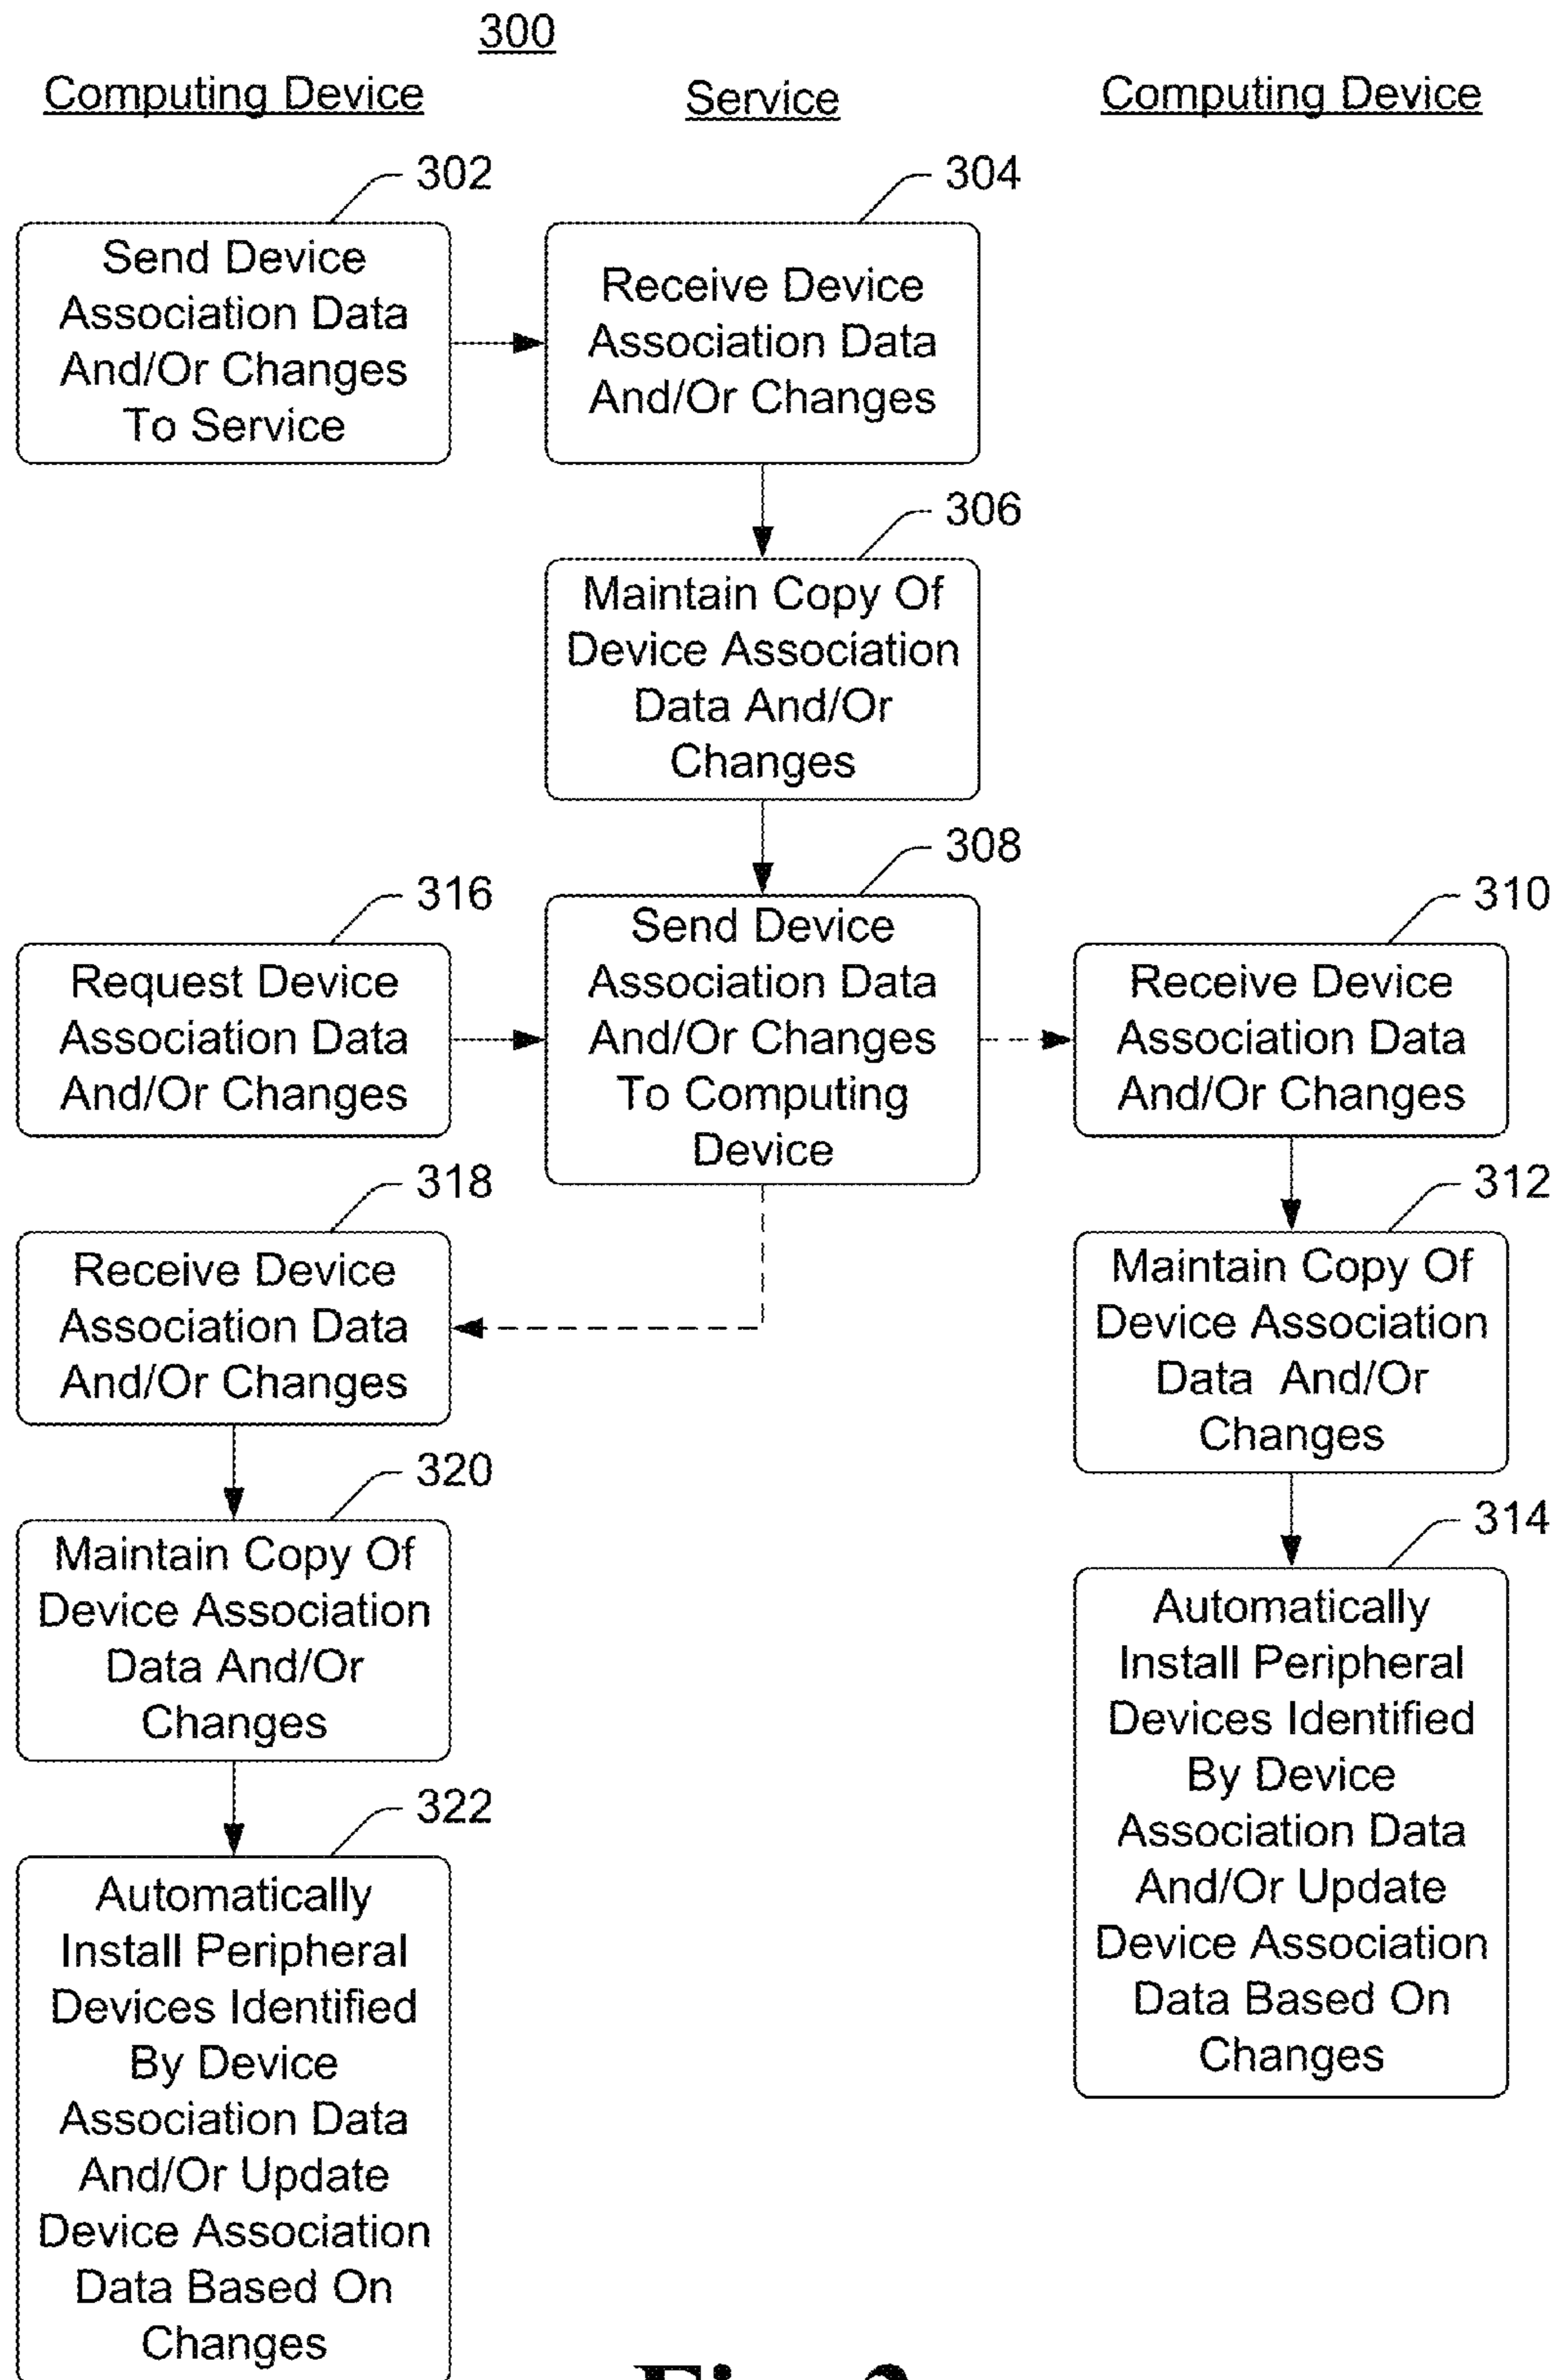 300
Computing Device
Service
Computing Device
302
Send Device
Association Data
And/Or Changes
To Service
304
Receive Device
Association Data
And/Or Changes
306
Maintain Copy Of
Device Association
Data And/Or
Changes
308
Send Device
Association Data
And/Or Changes
To Computing
Device
316
Request Device
Association Data
And/Or Changes
310
Receive Device
Association Data
And/Or Changes
318
Receive Device
Association Data
And/Or Changes
312
Maintain Copy Of
Device Association
Data And/Or
Changes
320
Maintain Copy Of
Device Association
Data And/Or
Changes
314
Automatically
Install Peripheral
Devices Identified
By Device
Association Data
And/Or Update
Device Association
Data Based On
Changes
322
Automatically
Install Peripheral
Devices Identified
By Device
Association Data
And/Or Update
Device Association
Data Based On
Changes